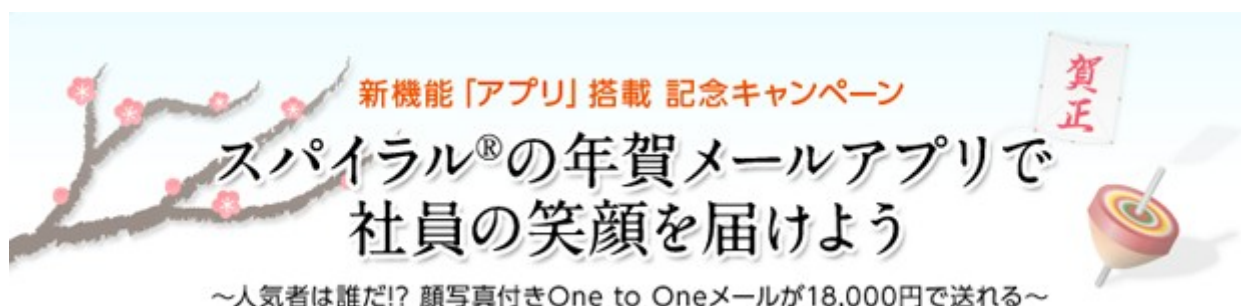 新機能「アプリ」搭載 記念キャンペーン
賀正
スパイラル®の年賀メールアプリで
社員の笑顔を届けよう
～人気者は誰だ!? 顔写真付きOne to Oneメールが18,000円で送れる～